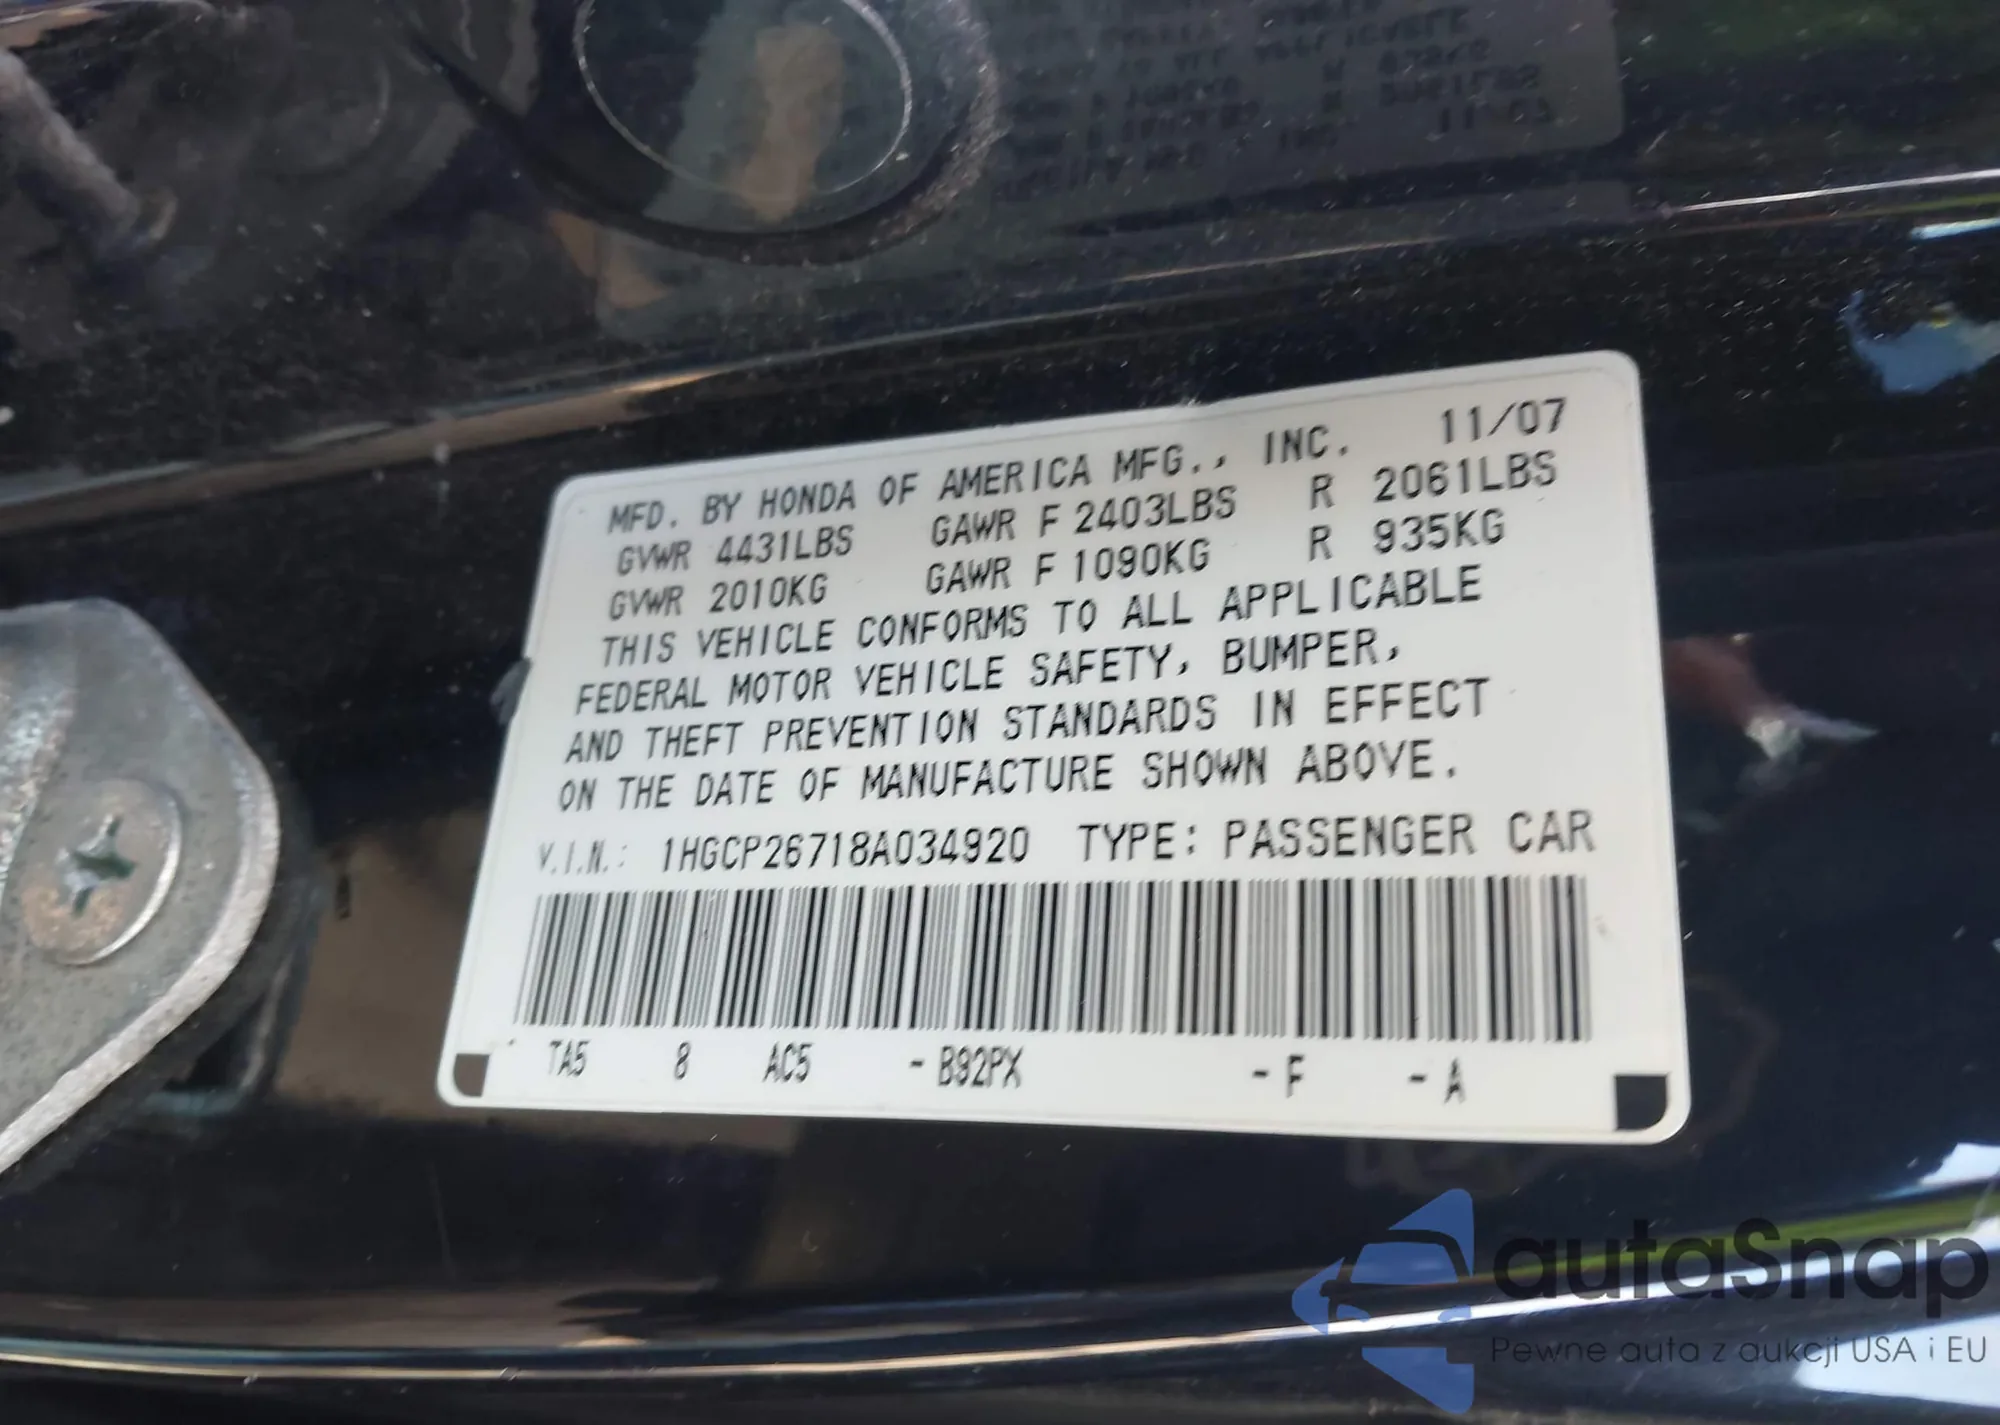 MFD. BY HONDA OF AMERICA MFG., INC. 11/07
GVWR 4431LBS GAWR F 2403LBS R 2061LBS
GVWR 2010KG GAWR F 1090KG R 935KG
THIS VEHICLE CONFORMS TO ALL APPLICABLE
FEDERAL MOTOR VEHICLE SAFETY, BUMPER,
AND THEFT PREVENTION STANDARDS IN EFFECT
ON THE DATE OF MANUFACTURE SHOWN ABOVE.
V.I.N.: 1HGCP26718A034920 TYPE: PASSENGER CAR
TA5 8 AC5 -B92PX -F -A
autaSnap
Pewne auta z aukcji USA i EU